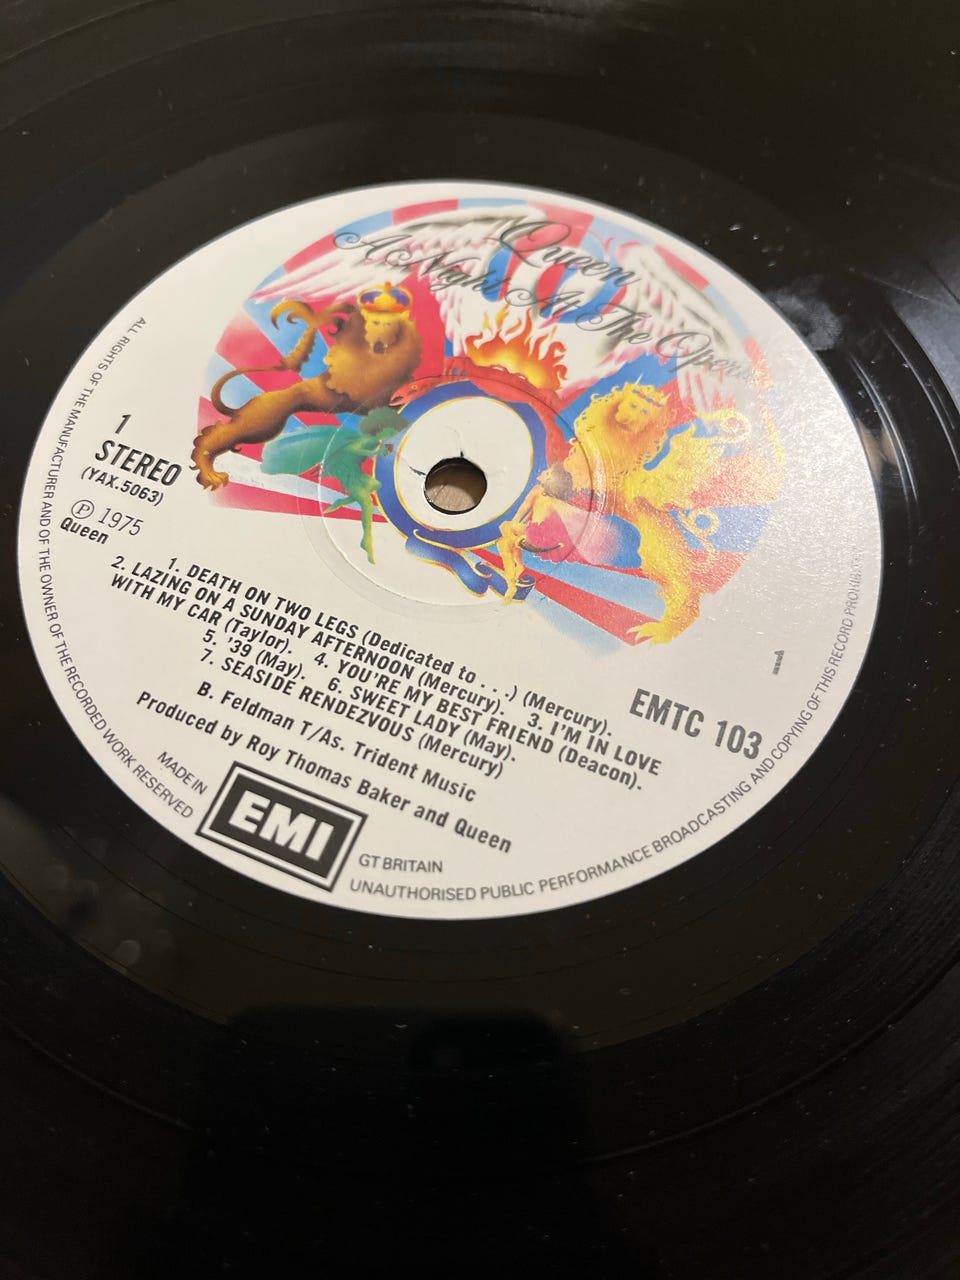 Queen
A Night At The Opera
1
STEREO
(YAX.5063)
Ⓟ 1975
Queen
EMTC 103
1
1. DEATH ON TWO LEGS (Dedicated to . . .) (Mercury).
2. LAZING ON A SUNDAY AFTERNOON (Mercury). 3. I'M IN LOVE
WITH MY CAR (Taylor). 4. YOU'RE MY BEST FRIEND (Deacon).
5. '39 (May). 6. SWEET LADY (May).
7. SEASIDE RENDEZVOUS (Mercury)
B. Feldman T/As. Trident Music
Produced by Roy Thomas Baker and Queen
MADE IN
EMI
GT BRITAIN
ALL RIGHTS OF THE MANUFACTURER AND OF THE OWNER OF THE RECORDED WORK RESERVED
UNAUTHORISED PUBLIC PERFORMANCE BROADCASTING AND COPYING OF THIS RECORD PROHIBITED